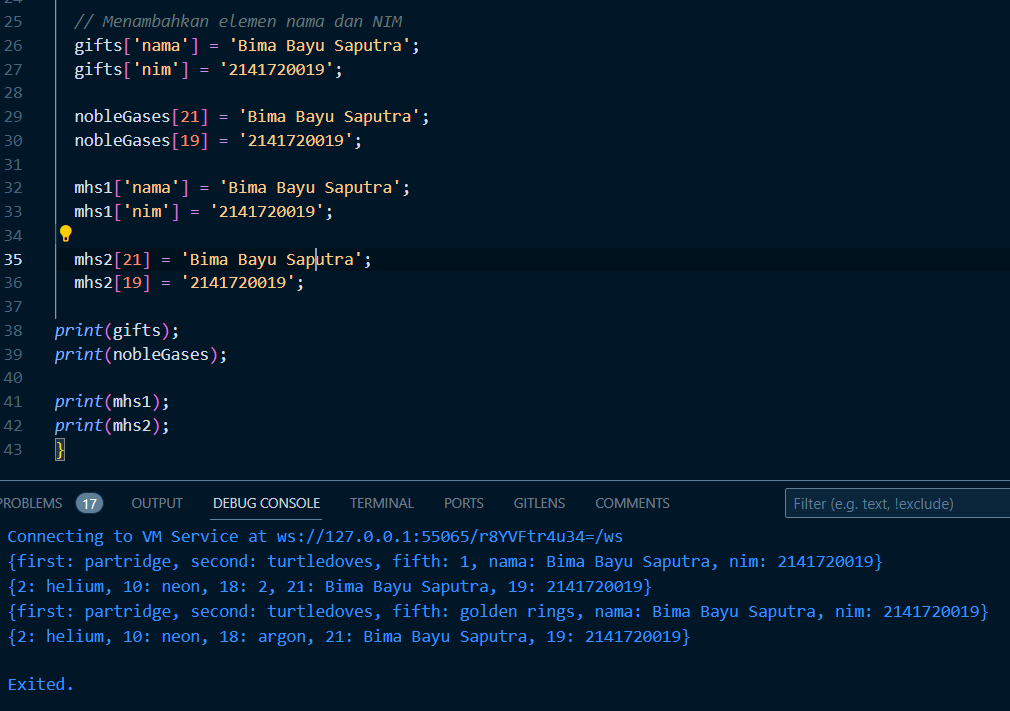 24
25 // Menambahkan elemen nama dan NIM
26 gifts['nama'] = 'Bima Bayu Saputra';
27 gifts['nim'] = '2141720019';
28
29 nobleGases[21] = 'Bima Bayu Saputra';
30 nobleGases[19] = '2141720019';
31
32 mhs1['nama'] = 'Bima Bayu Saputra';
33 mhs1['nim'] = '2141720019';
34
35 mhs2[21] = 'Bima Bayu Saputra';
36 mhs2[19] = '2141720019';
37
38 print(gifts);
39 print(nobleGases);
40
41 print(mhs1);
42 print(mhs2);
43 }
PROBLEMS 17 OUTPUT DEBUG CONSOLE TERMINAL PORTS GITLENS COMMENTS Filter (e.g. text, !exclude)
Connecting to VM Service at ws://127.0.0.1:55065/r8YVFtr4u34=/ws
{first: partridge, second: turtledoves, fifth: 1, nama: Bima Bayu Saputra, nim: 2141720019}
{2: helium, 10: neon, 18: 2, 21: Bima Bayu Saputra, 19: 2141720019}
{first: partridge, second: turtledoves, fifth: golden rings, nama: Bima Bayu Saputra, nim: 2141720019}
{2: helium, 10: neon, 18: argon, 21: Bima Bayu Saputra, 19: 2141720019}
Exited.